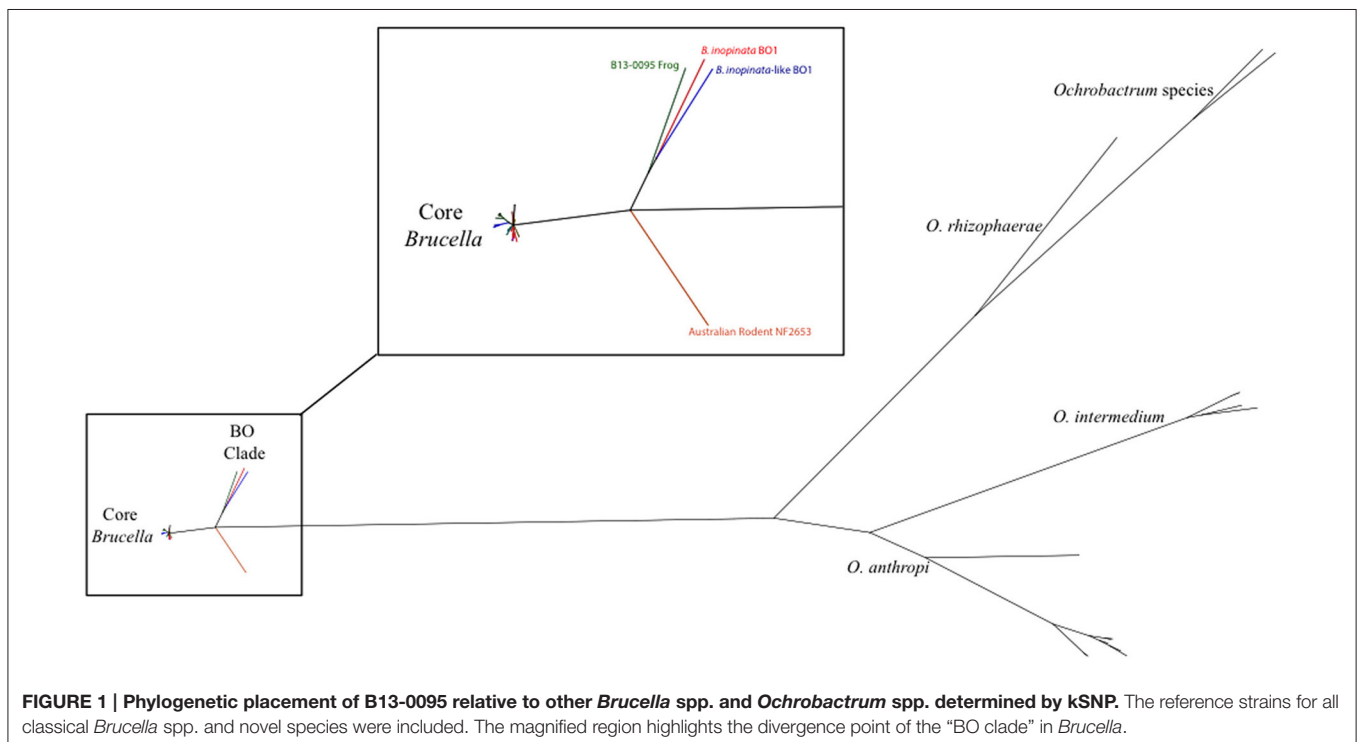 B. inopinata BO1
B13-0095 Frog
B. inopinata-like BO1
Core
Brucella
Australian Rodent NF2653
Ochrobactrum species
O. rhizophaerae
O. intermedium
O. anthropi
BO
Clade
Core
Brucella
FIGURE 1 | Phylogenetic placement of B13-0095 relative to other Brucella spp. and Ochrobactrum spp. determined by kSNP. The reference strains for all
classical Brucella spp. and novel species were included. The magnified region highlights the divergence point of the “BO clade” in Brucella.